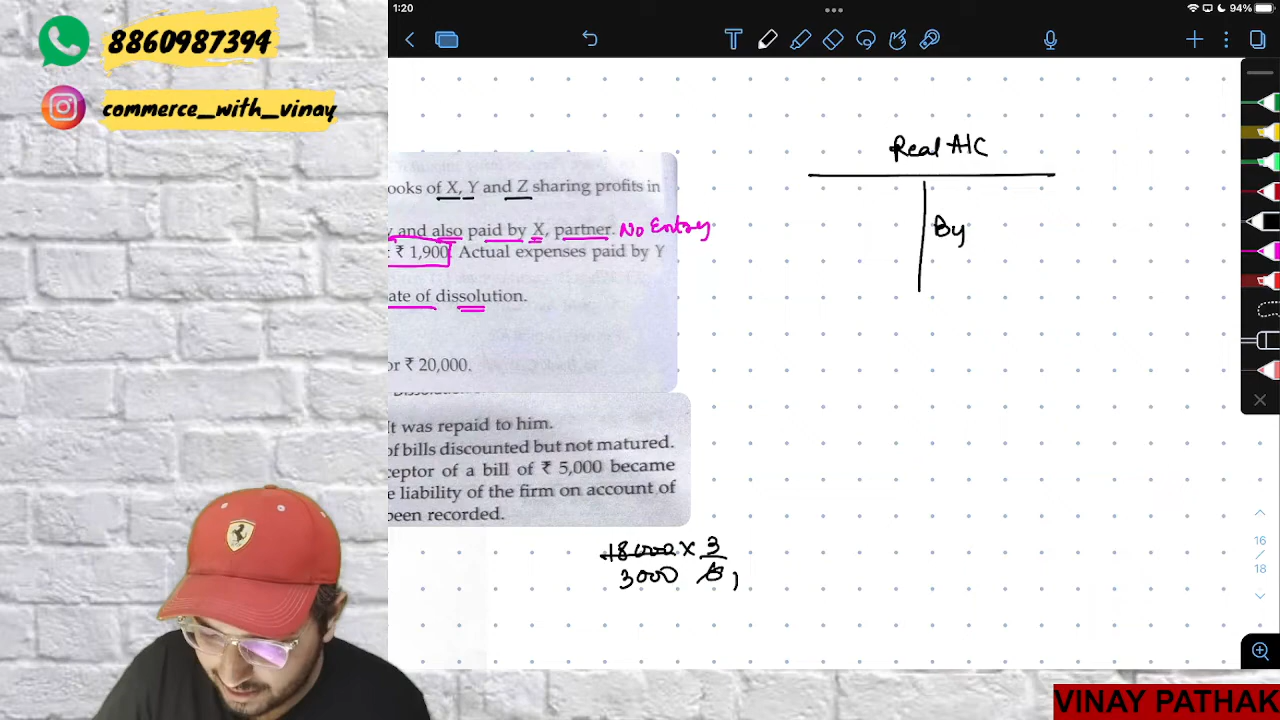 8860987394
commerce_with_vinay
1:20
94%
Real A/C
ooks of X, Y and Z sharing profits in
y and also paid by X, partner. No Entry
By
₹ 1,900. Actual expenses paid by Y
ate of dissolution.
or ₹ 20,000.
It was repaid to him.
of bills discounted but not matured.
ceptor of a bill of ₹ 5,000 became
e liability of the firm on account of
been recorded.
18000 x 3
3000 6
16
/
18
VINAY PATHAK